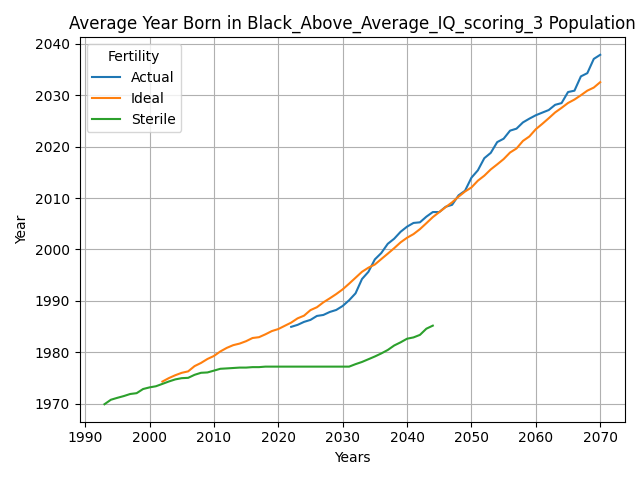 Average Year Born in Black_Above_Average_IQ_scoring_3 Population
Fertility
Actual
Ideal
Sterile
Year
2040
2030
2020
2010
2000
1990
1980
1970
1990 2000 2010 2020 2030 2040 2050 2060 2070
Years